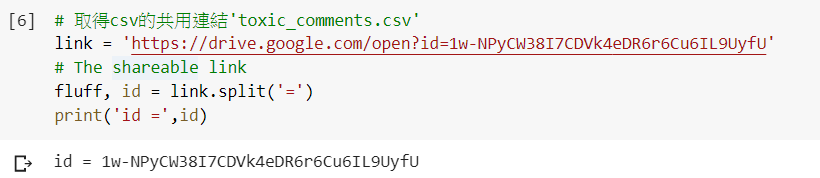 [6] # 取得csv的共用連結'toxic_comments.csv'
link = 'https://drive.google.com/open?id=1w-NPyCW38I7CDVk4eDR6r6Cu6IL9UyfU'
# The shareable link
fluff, id = link.split('=')
print('id =',id)
id = 1w-NPyCW38I7CDVk4eDR6r6Cu6IL9UyfU